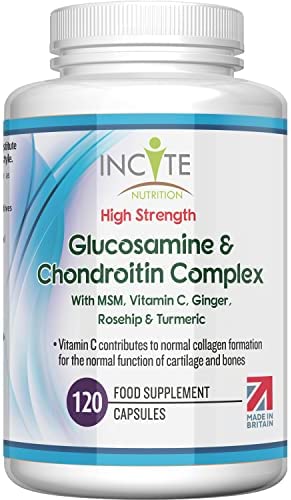 INCITE
NUTRITION
High Strength
Glucosamine &
Chondroitin Complex
With MSM, Vitamin C, Ginger,
Rosehip & Turmeric
• Vitamin C contributes to normal collagen formation
for the normal function of cartilage and bones
120
FOOD SUPPLEMENT
CAPSULES
MADE IN
BRITAIN